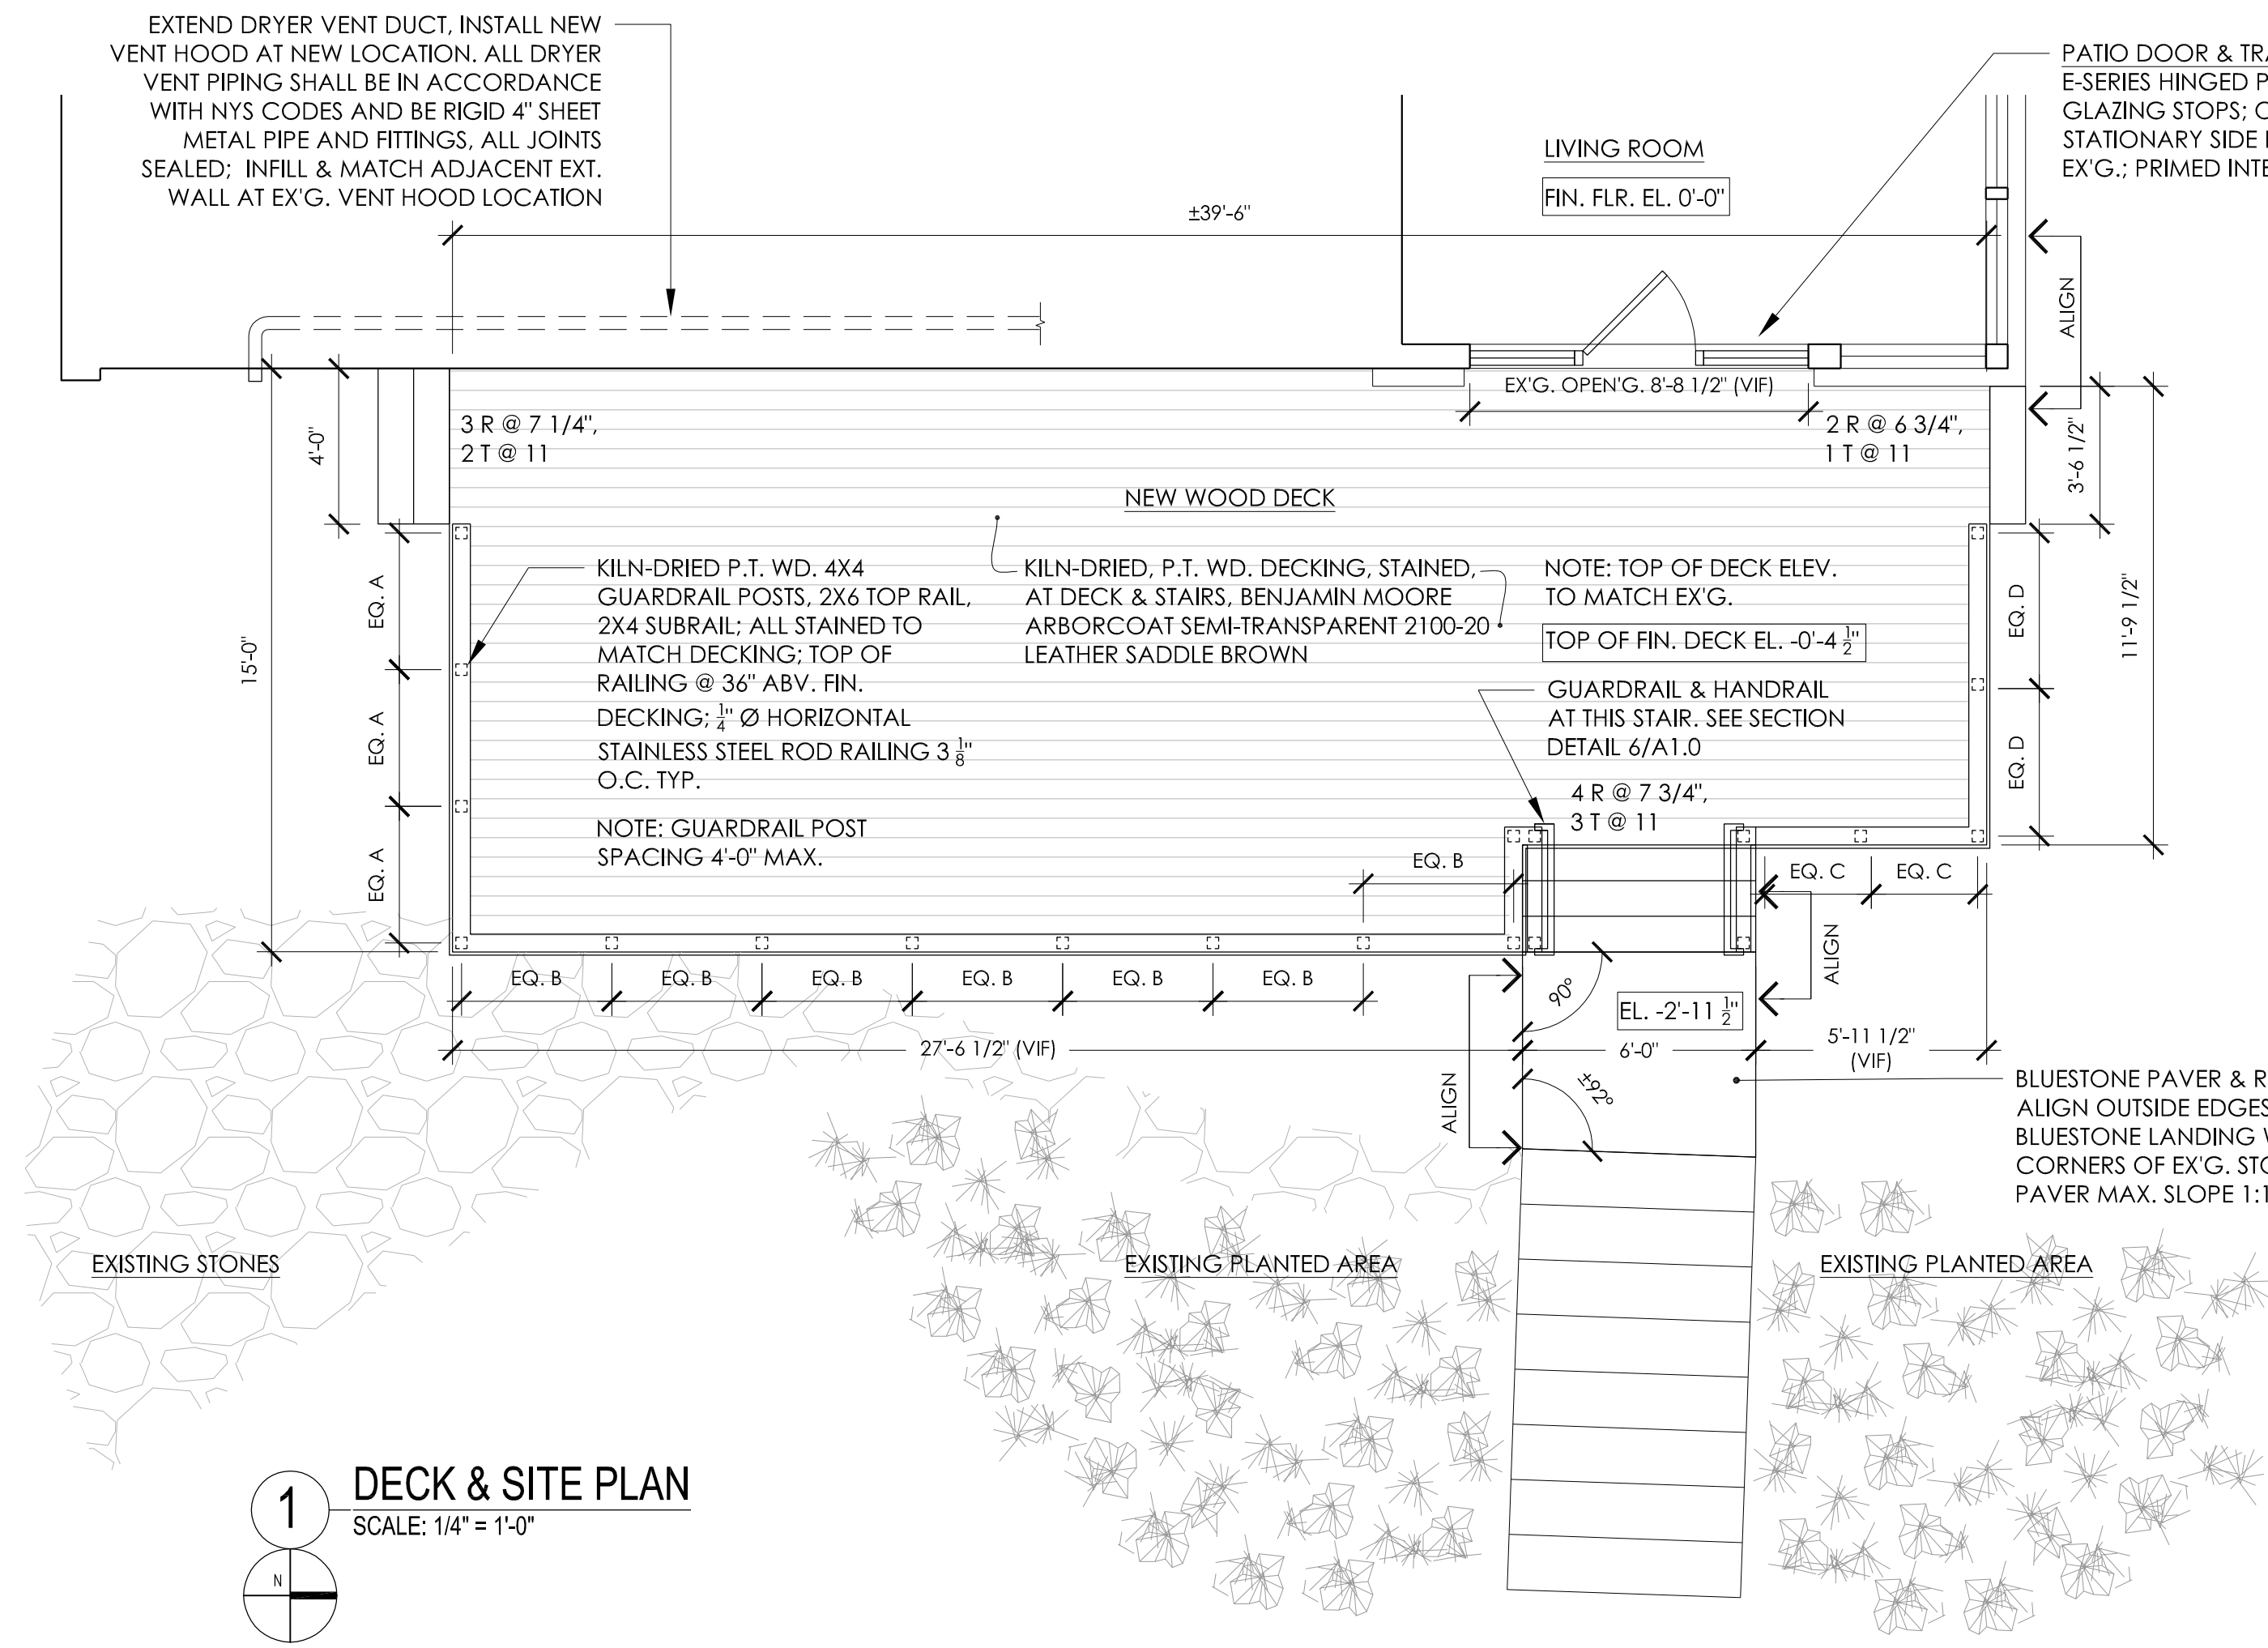 EXTEND DRYER VENT DUCT, INSTALL NEW
VENT HOOD AT NEW LOCATION. ALL DRYER
VENT PIPING SHALL BE IN ACCORDANCE
WITH NYS CODES AND BE RIGID 4" SHEET
METAL PIPE AND FITTINGS, ALL JOINTS
SEALED; INFILL & MATCH ADJACENT EXT.
WALL AT EX'G. VENT HOOD LOCATION
PATIO DOOR & TRA
E-SERIES HINGED P
GLAZING STOPS; C
STATIONARY SIDE
EX'G.; PRIMED INTE
LIVING ROOM
FIN. FLR. EL. 0'-0"
±39'-6"
ALIGN
EX'G. OPEN'G. 8'-8 1/2" (VIF)
3 R @ 7 1/4",
2 T @ 11
2 R @ 6 3/4",
1 T @ 11
4'-0"
3'-6 1/2"
NEW WOOD DECK
15'-0"
11'-9 1/2"
EQ. A
EQ. A
EQ. A
KILN-DRIED P.T. WD. 4X4
GUARDRAIL POSTS, 2X6 TOP RAIL,
2X4 SUBRAIL; ALL STAINED TO
MATCH DECKING; TOP OF
RAILING @ 36" ABV. FIN.
DECKING; 1/4" Ø HORIZONTAL
STAINLESS STEEL ROD RAILING 3 1/8"
O.C. TYP.
NOTE: GUARDRAIL POST
SPACING 4'-0" MAX.
KILN-DRIED, P.T. WD. DECKING, STAINED,
AT DECK & STAIRS, BENJAMIN MOORE
ARBORCOAT SEMI-TRANSPARENT 2100-20
LEATHER SADDLE BROWN
NOTE: TOP OF DECK ELEV.
TO MATCH EX'G.
TOP OF FIN. DECK EL. -0'-4 1/2"
GUARDRAIL & HANDRAIL
AT THIS STAIR. SEE SECTION
DETAIL 6/A1.0
4 R @ 7 3/4",
3 T @ 11
EQ. D
EQ. D
EQ. B
EQ. C
EQ. C
ALIGN
EQ. B
EQ. B
EQ. B
EQ. B
EQ. B
EQ. B
90°
EL. -2'-11 1/2"
27'-6 1/2" (VIF)
6'-0"
5'-11 1/2"
(VIF)
±92°
ALIGN
BLUESTONE PAVER & R
ALIGN OUTSIDE EDGES
BLUESTONE LANDING
CORNERS OF EX'G. STO
PAVER MAX. SLOPE 1:1
EXISTING STONES
EXISTING PLANTED AREA
EXISTING PLANTED AREA
1
DECK & SITE PLAN
SCALE: 1/4" = 1'-0"
N